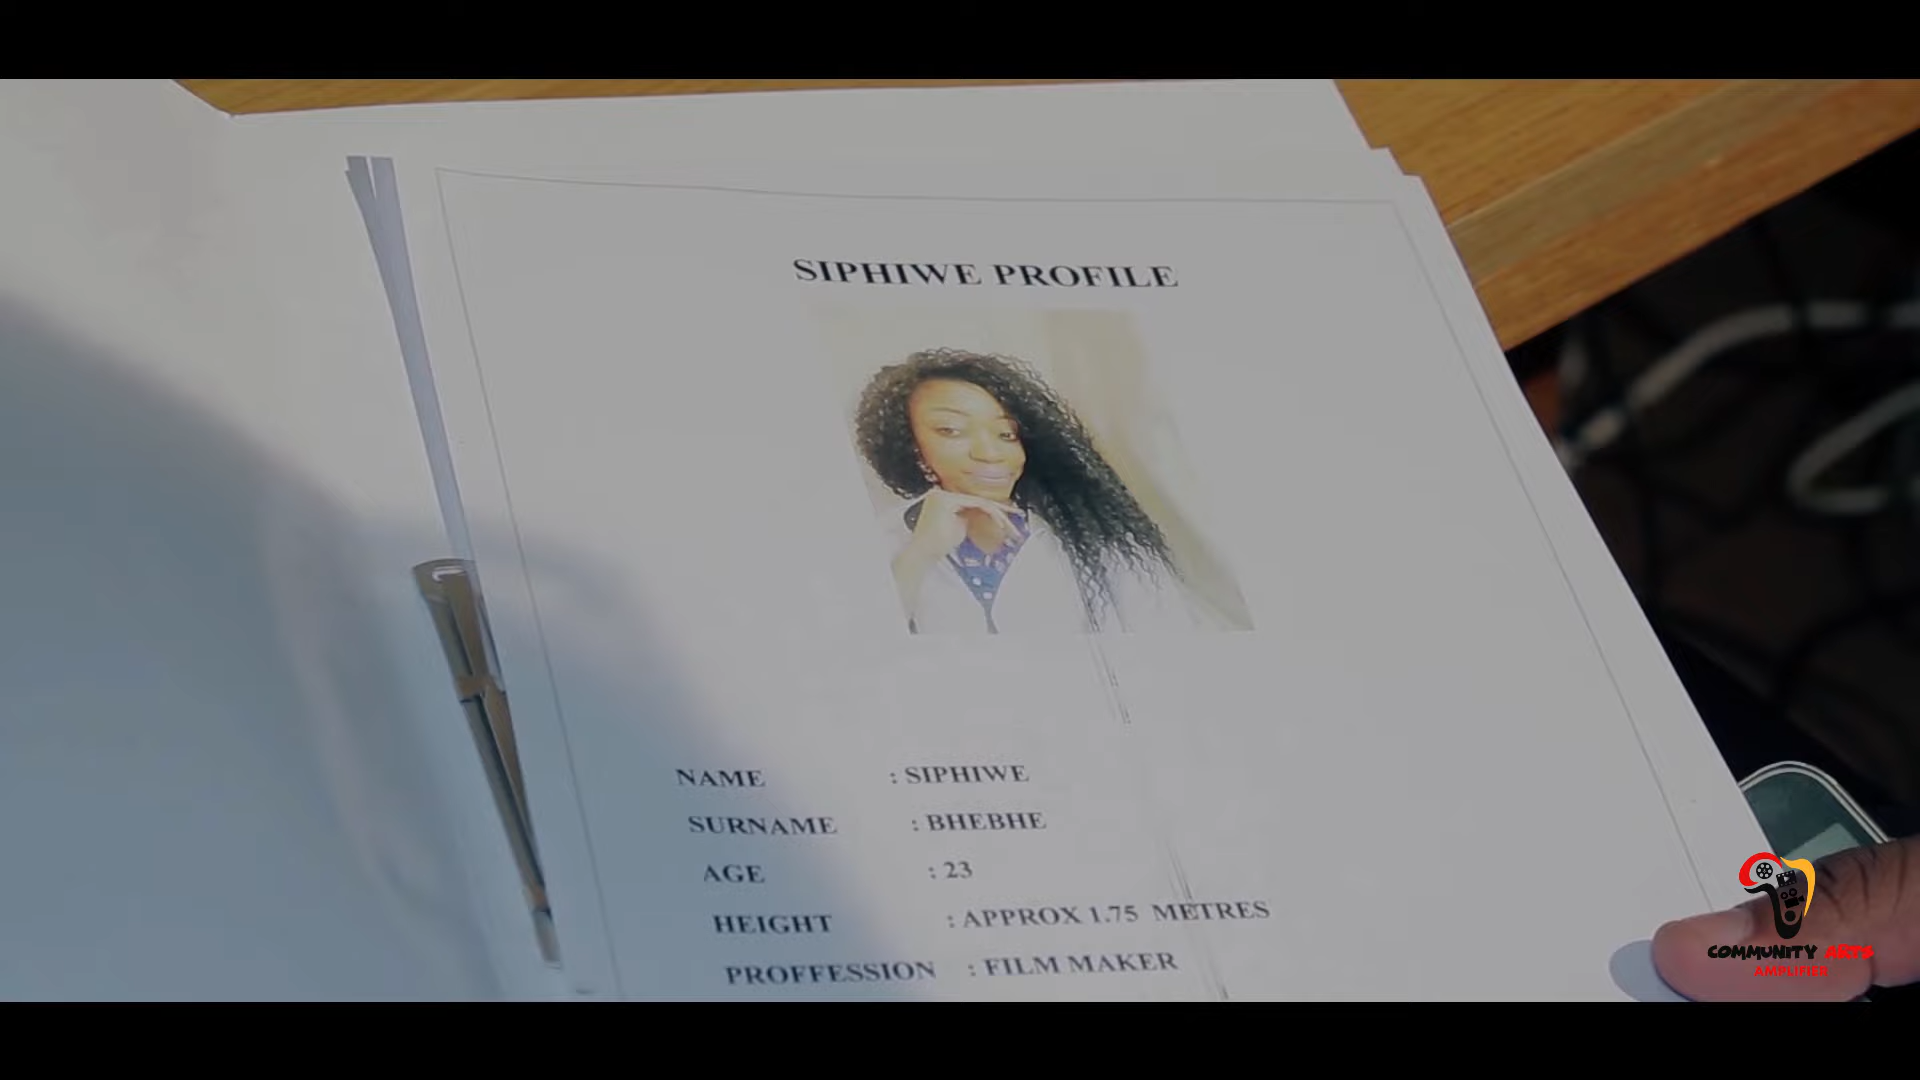 SIPHIWE PROFILE
NAME : SIPHIWE
SURNAME : BHEBHE
AGE : 23
HEIGHT : APPROX 1.75 METRES
PROFFESSION : FILM MAKER
COMMUNITY ARTS
AMPLIFIER